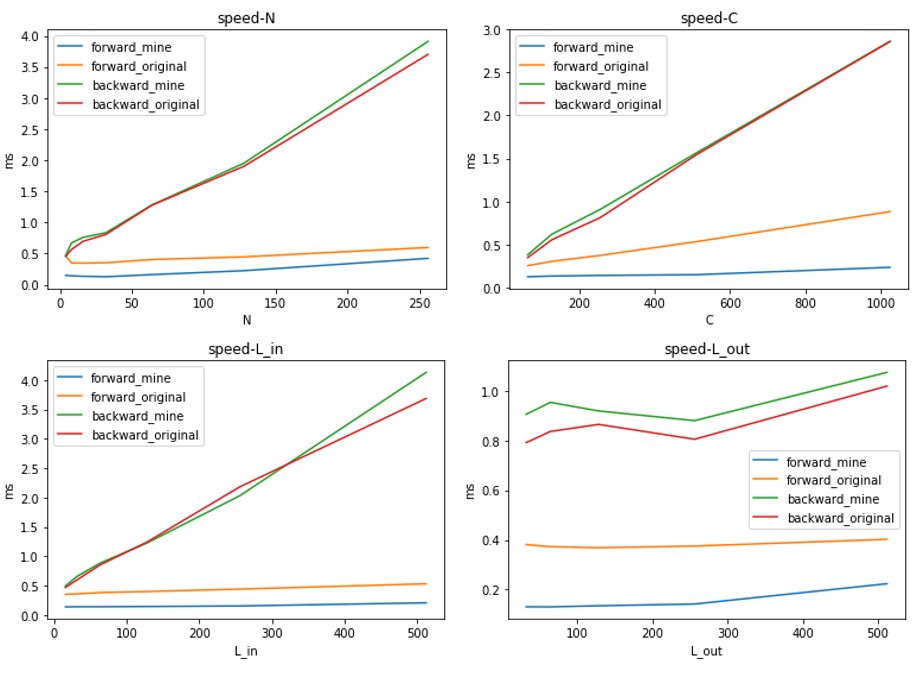 speed-N
4.0
3.5
3.0
2.5
2.0
1.5
1.0
0.5
0.0
ms
forward_mine
forward_original
backward_mine
backward_original
0 50 100 150 200 250
N
speed-C
3.0
2.5
2.0
1.5
1.0
0.5
0.0
ms
forward_mine
forward_original
backward_mine
backward_original
200 400 600 800 1000
C
speed-L_in
4.0
3.5
3.0
2.5
2.0
1.5
1.0
0.5
0.0
ms
forward_mine
forward_original
backward_mine
backward_original
0 100 200 300 400 500
L_in
speed-L_out
1.0
0.8
0.6
0.4
0.2
ms
forward_mine
forward_original
backward_mine
backward_original
100 200 300 400 500
L_out